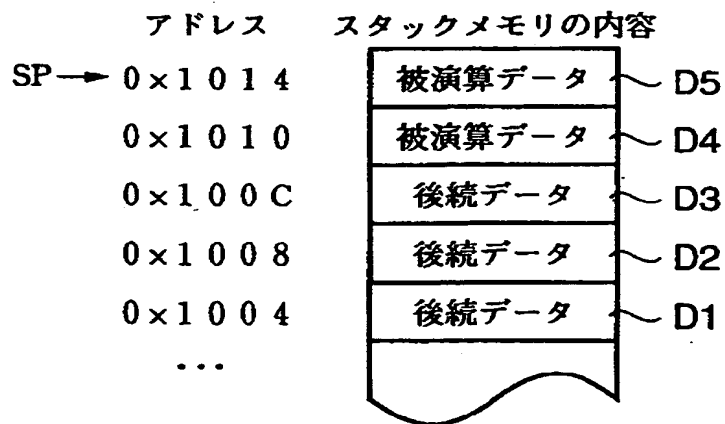 アドレス スタックメモリの内容
SP 0×1014 被演算データ D5
0×1010 被演算データ D4
0×100C 後続データ D3
0×1008 後続データ D2
0×1004 後続データ D1
...